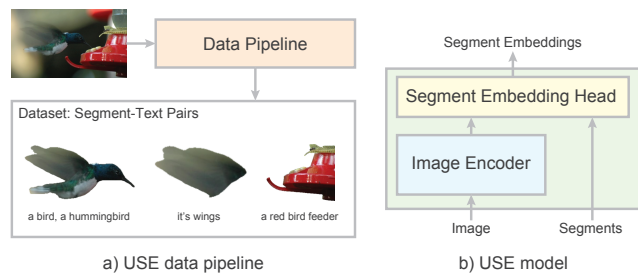 Data Pipeline
Dataset: Segment-Text Pairs
a bird, a hummingbird
it's wings
a red bird feeder
a) USE data pipeline
Segment Embeddings
Segment Embedding Head
Image Encoder
Image
Segments
b) USE model